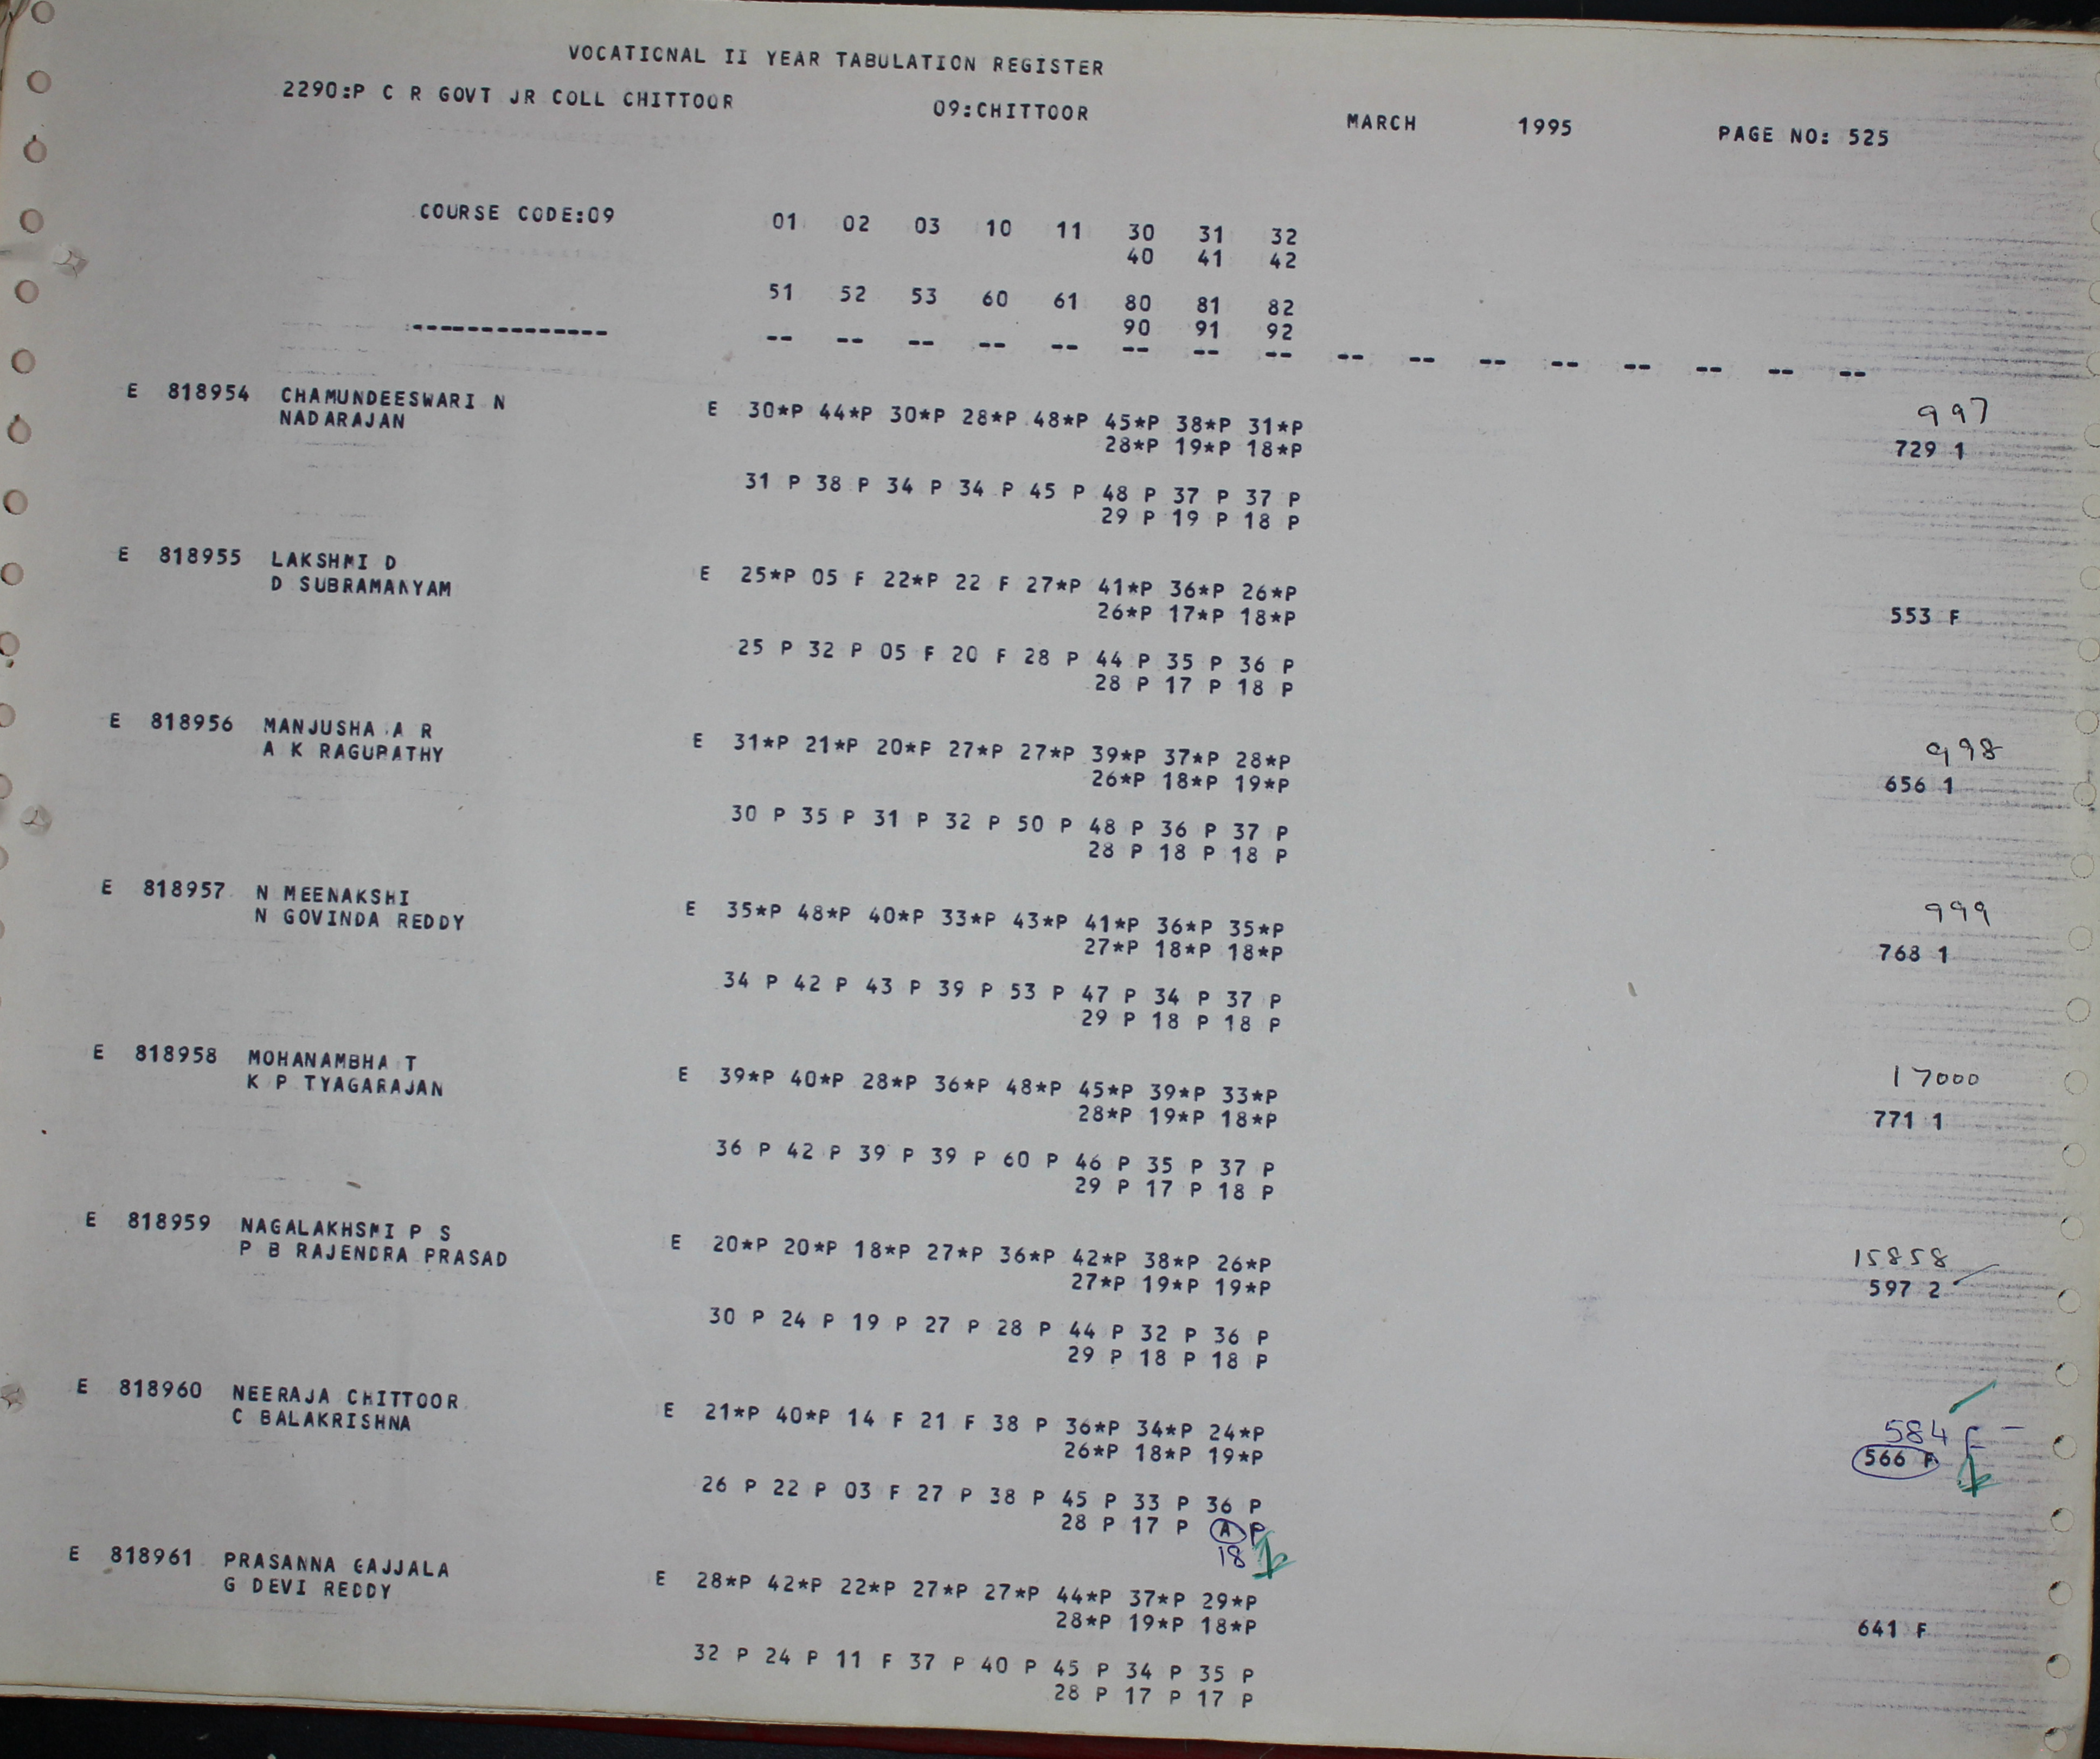 VOCATIONAL II YEAR TABULATION REGISTER
2290:P C R GOVT JR COLL CHITTOOR 09:CHITTOOR MARCH 1995 PAGE NO: 525
COURSE CODE:09 01 02 03 10 11 30 31 32
40 41 42
51 52 53 60 61 80 81 82
90 91 92
-------------- -- -- -- -- -- -- -- -- -- -- -- -- -- -- -- --
E 818954 CHAMUNDEESWARI N E 30*P 44*P 30*P 28*P 48*P 45*P 38*P 31*P 997
NADARAJAN 28*P 19*P 18*P 729 1
31 P 38 P 34 P 34 P 45 P 48 P 37 P 37 P
29 P 19 P 18 P
E 818955 LAKSHMI D E 25*P 05 F 22*P 22 F 27*P 41*P 36*P 26*P
D SUBRAMANYAM 26*P 17*P 18*P 553 F
25 P 32 P 05 F 20 F 28 P 44 P 35 P 36 P
28 P 17 P 18 P
E 818956 MANJUSHA A R E 31*P 21*P 20*P 27*P 27*P 39*P 37*P 28*P 998
A K RAGUPATHY 26*P 18*P 19*P 656 1
30 P 35 P 31 P 32 P 50 P 48 P 36 P 37 P
28 P 18 P 18 P
E 818957 N MEENAKSHI E 35*P 48*P 40*P 33*P 43*P 41*P 36*P 35*P 999
N GOVINDA REDDY 27*P 18*P 18*P 768 1
34 P 42 P 43 P 39 P 53 P 47 P 34 P 37 P
29 P 18 P 18 P
E 818958 MOHANAMBHA T E 39*P 40*P 28*P 36*P 48*P 45*P 39*P 33*P 17000
K P TYAGARAJAN 28*P 19*P 18*P 771 1
36 P 42 P 39 P 39 P 60 P 46 P 35 P 37 P
29 P 17 P 18 P
E 818959 NAGALAKHSMI P S E 20*P 20*P 18*P 27*P 36*P 42*P 38*P 26*P 15858
P B RAJENDRA PRASAD 27*P 19*P 19*P 597 2
30 P 24 P 19 P 27 P 28 P 44 P 32 P 36 P
29 P 18 P 18 P
E 818960 NEERAJA CHITTOOR E 21*P 40*P 14 F 21 F 38 P 36*P 34*P 24*P 584 F
C BALAKRISHNA 26*P 18*P 19*P 566 F
26 P 22 P 03 F 27 P 38 P 45 P 33 P 36 P
28 P 17 P A P
18
E 818961 PRASANNA GAJJALA E 28*P 42*P 22*P 27*P 27*P 44*P 37*P 29*P
G DEVI REDDY 28*P 19*P 18*P 641 F
32 P 24 P 11 F 37 P 40 P 45 P 34 P 35 P
28 P 17 P 17 P